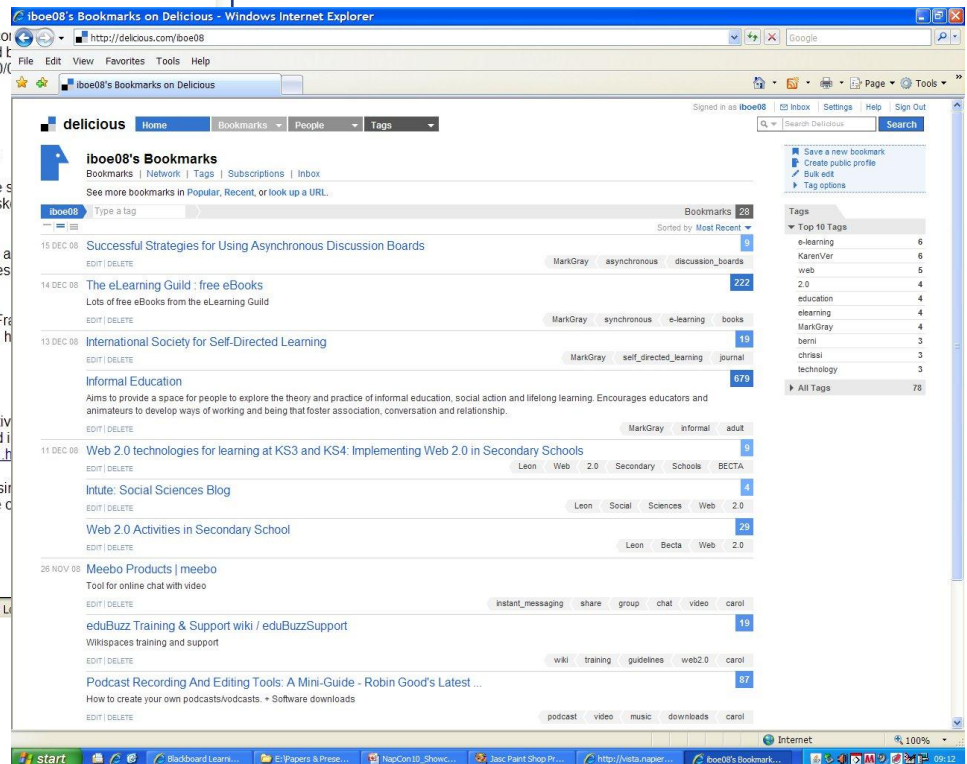 iboe08's Bookmarks on Delicious - Windows Internet Explorer
http://delicious.com/iboe08
Google
File Edit View Favorites Tools Help
iboe08's Bookmarks on Delicious
Page Tools
Signed in as iboe08 Inbox Settings Help Sign Out
delicious Home Bookmarks People Tags
Search Delicious Search
iboe08's Bookmarks
Bookmarks | Network | Tags | Subscriptions | Inbox
See more bookmarks in Popular, Recent, or look up a URL.
Save a new bookmark
Create public profile
Bulk edit
Tag options
iboe08 Type a tag Bookmarks 28
Sorted by Most Recent
15 DEC 08 Successful Strategies for Using Asynchronous Discussion Boards 9
EDIT | DELETE MarkGray asynchronous discussion_boards
14 DEC 08 The eLearning Guild : free eBooks 222
Lots of free eBooks from the eLearning Guild
EDIT | DELETE MarkGray synchronous e-learning books
13 DEC 08 International Society for Self-Directed Learning 19
EDIT | DELETE MarkGray self_directed_learning journal
Informal Education 679
Aims to provide a space for people to explore the theory and practice of informal education, social action and lifelong learning. Encourages educators and
animateurs to develop ways of working and being that foster association, conversation and relationship.
EDIT | DELETE MarkGray informal adult
11 DEC 08 Web 2.0 technologies for learning at KS3 and KS4: Implementing Web 2.0 in Secondary Schools 9
EDIT | DELETE Leon Web 2.0 Secondary Schools BECTA
Intute: Social Sciences Blog 4
EDIT | DELETE Leon Social Sciences Web 2.0
Web 2.0 Activities in Secondary School 29
EDIT | DELETE Leon Becta Web 2.0
26 NOV 08 Meebo Products | meebo
Tool for online chat with video
EDIT | DELETE instant_messaging share group chat video carol
eduBuzz Training & Support wiki / eduBuzzSupport 19
Wikispaces training and support
EDIT | DELETE wiki training guidelines web2.0 carol
Podcast Recording And Editing Tools: A Mini-Guide - Robin Good's Latest ... 87
How to create your own podcasts/vodcasts. + Software downloads
EDIT | DELETE podcast video music downloads carol
Tags
Top 10 Tags
e-learning 6
KarenVer 6
web 5
2.0 4
education 4
elearning 4
MarkGray 4
berni 3
chrissi 3
technology 3
All Tags 78
Internet 100%
start Bladdboard Learni... E:\Papers & Prese... NapCon10_Showc... Jasc Paint Shop Pr... http://vista.napier... iboe08's Bookmark... 09:12